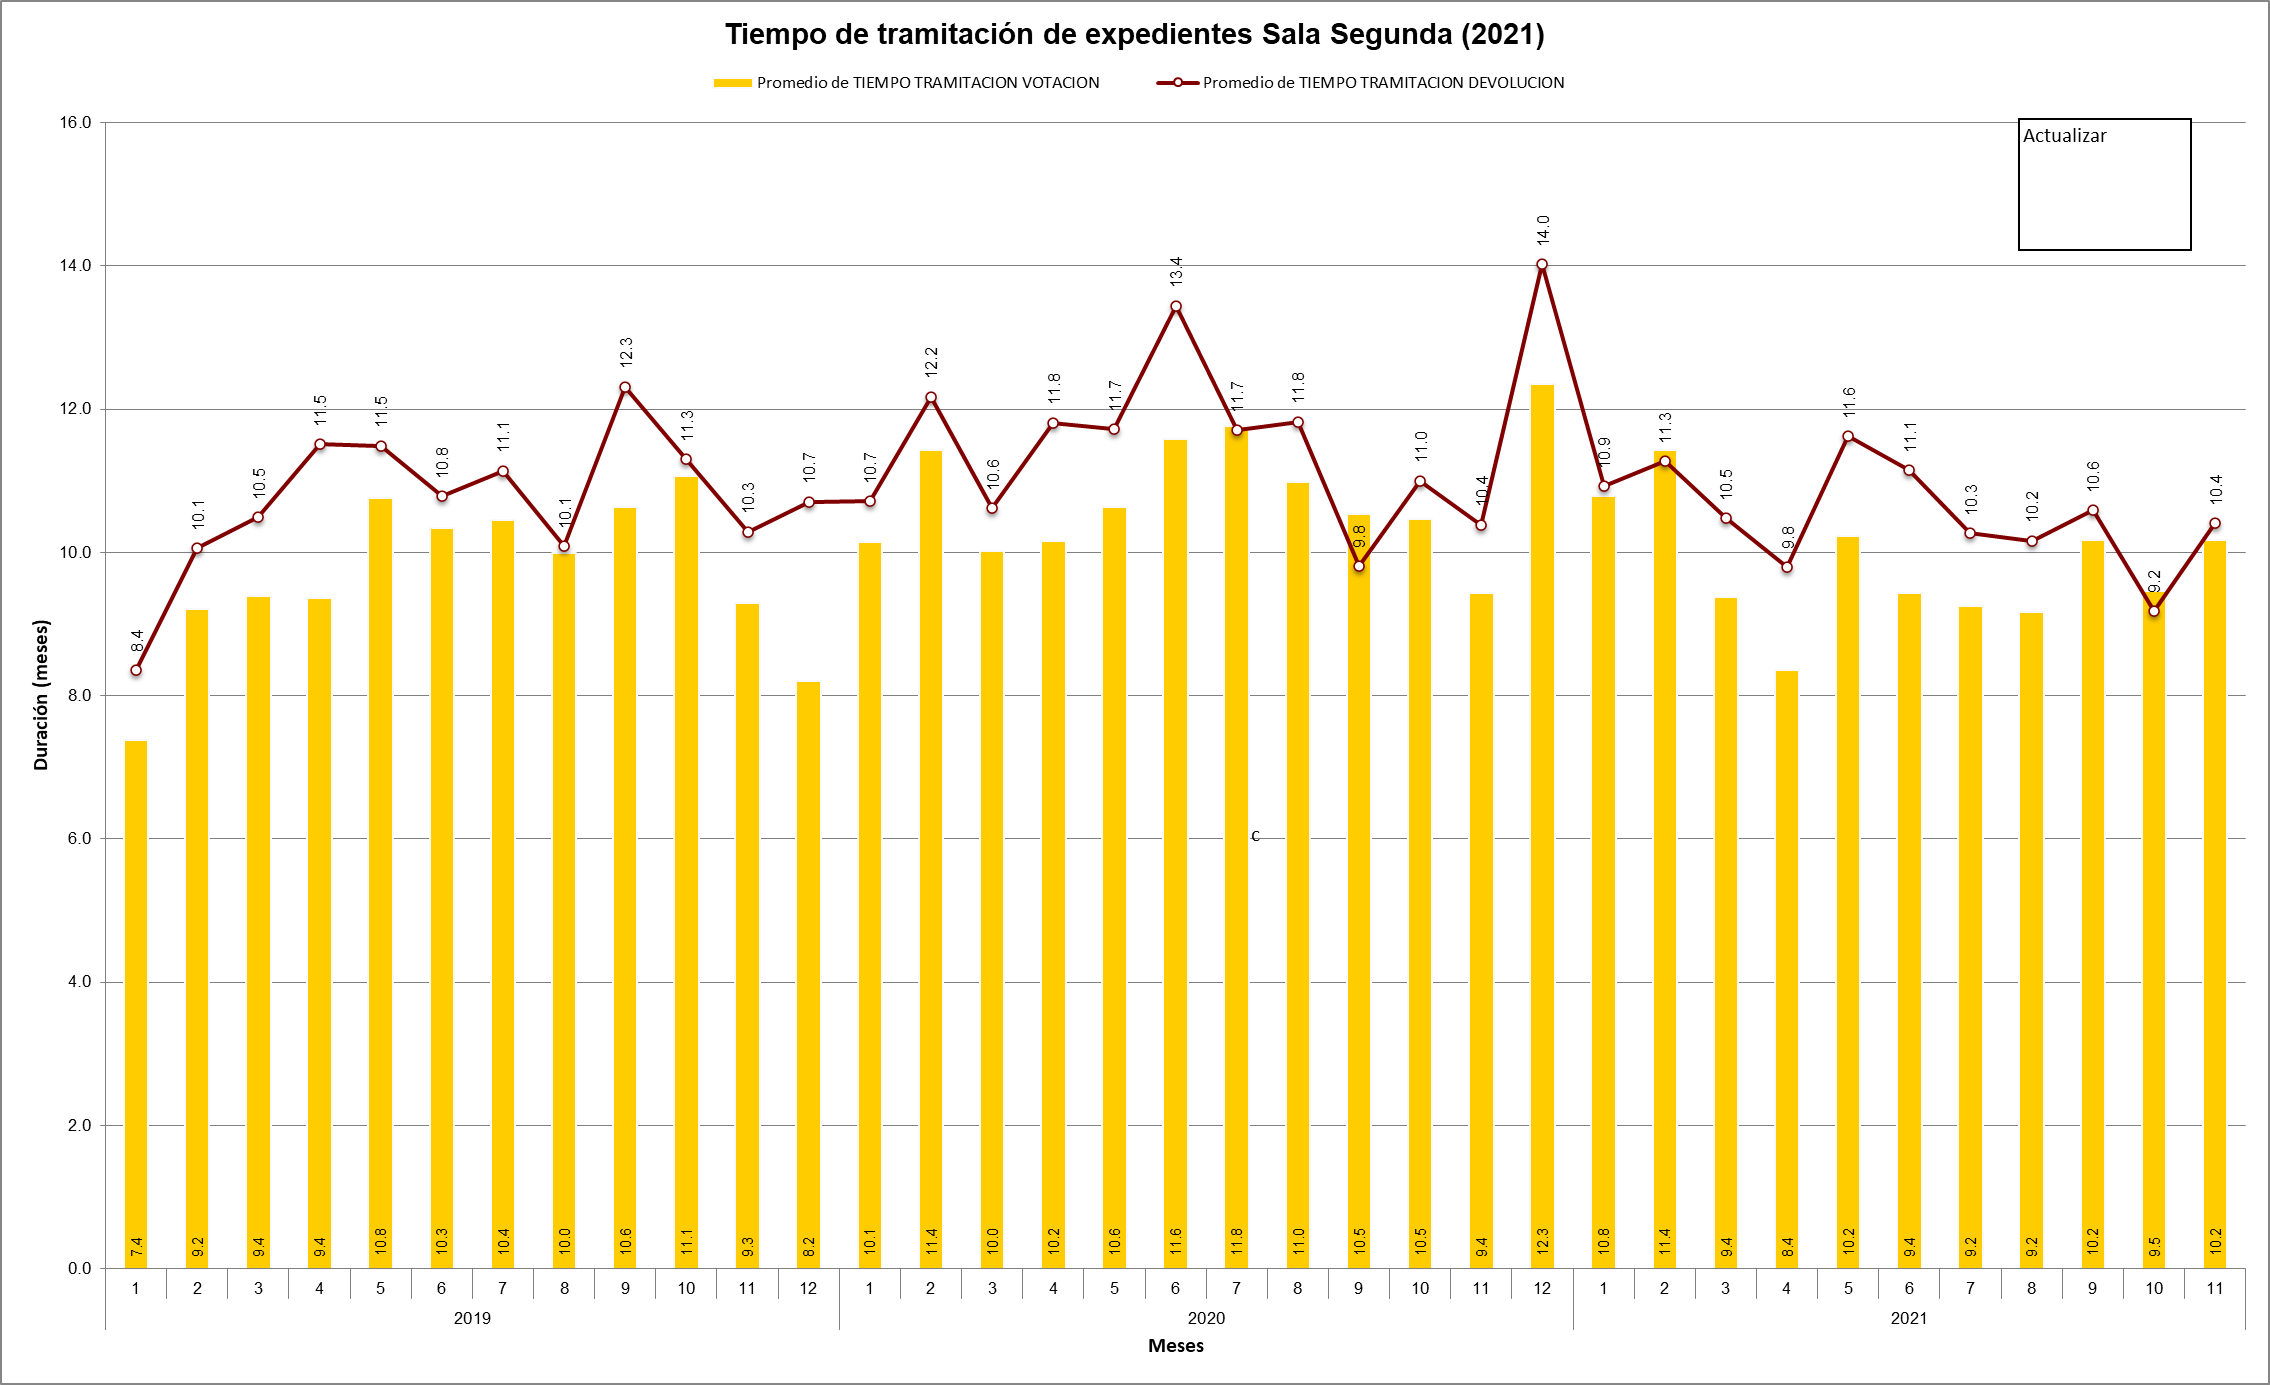 Tiempo de tramitación de expedientes Sala Segunda (2021)
Promedio de TIEMPO TRAMITACION VOTACION Promedio de TIEMPO TRAMITACION DEVOLUCION
Actualizar
Duración (meses)
16.0
14.0
12.0
10.0
8.0
6.0
4.0
2.0
0.0
8.4 10.1 10.5 11.5 11.5 10.8 11.1 10.1 12.3 11.3 10.3 10.7 10.7 12.2 10.6 11.8 11.7 13.4 11.7 11.8 9.8 11.0 10.4 14.0 10.9 11.3 10.5 9.8 11.6 11.1 10.3 10.2 10.6 9.2 10.4
c
7.4 9.2 9.4 9.4 10.8 10.3 10.4 10.0 10.6 11.1 9.3 8.2 10.1 11.4 10.0 10.2 10.6 11.6 11.8 11.0 10.5 10.5 9.4 12.3 10.8 11.4 9.4 8.4 10.2 9.4 9.2 9.2 10.2 9.5 10.2
1 2 3 4 5 6 7 8 9 10 11 12 1 2 3 4 5 6 7 8 9 10 11 12 1 2 3 4 5 6 7 8 9 10 11
2019 2020 2021
Meses